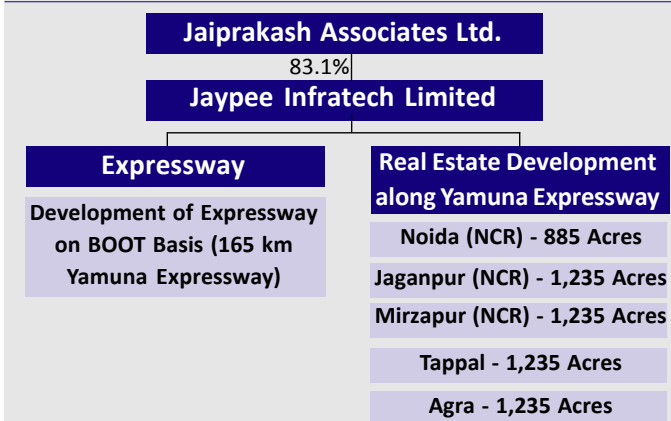 Jaiprakash Associates Ltd.
83.1%
Jaypee Infratech Limited
Expressway
Development of Expressway
on BOOT Basis (165 km
Yamuna Expressway)
Real Estate Development
along Yamuna Expressway
Noida (NCR) - 885 Acres
Jaganpur (NCR) - 1,235 Acres
Mirzapur (NCR) - 1,235 Acres
Tappal - 1,235 Acres
Agra - 1,235 Acres